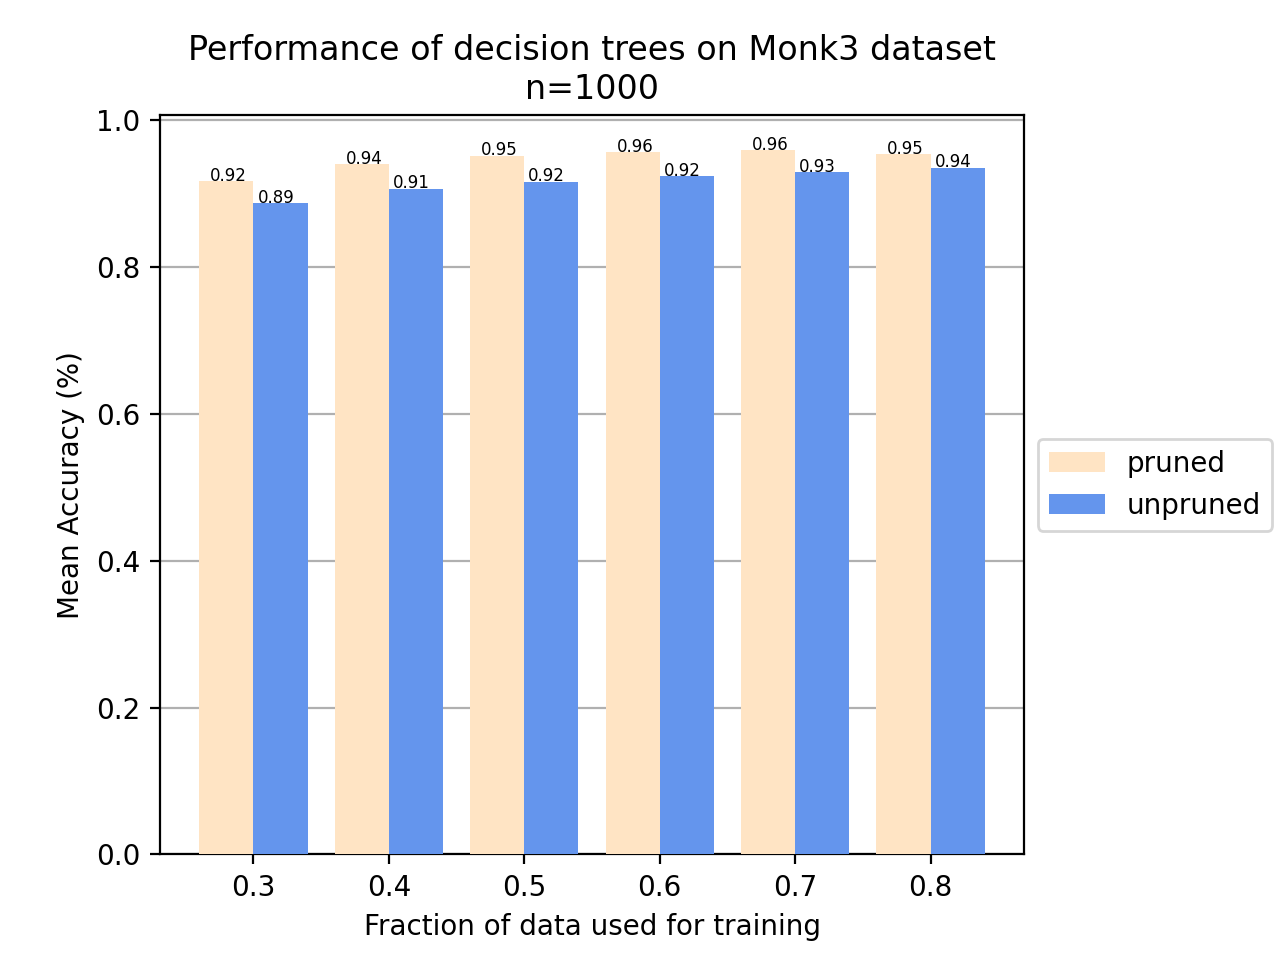 Performance of decision trees on Monk3 dataset
n=1000
1.0
0.8
0.6
0.4
0.2
0.0
Mean Accuracy (%)
0.92
0.89
0.94
0.91
0.95
0.92
0.96
0.92
0.96
0.93
0.95
0.94
0.3 0.4 0.5 0.6 0.7 0.8
Fraction of data used for training
pruned
unpruned